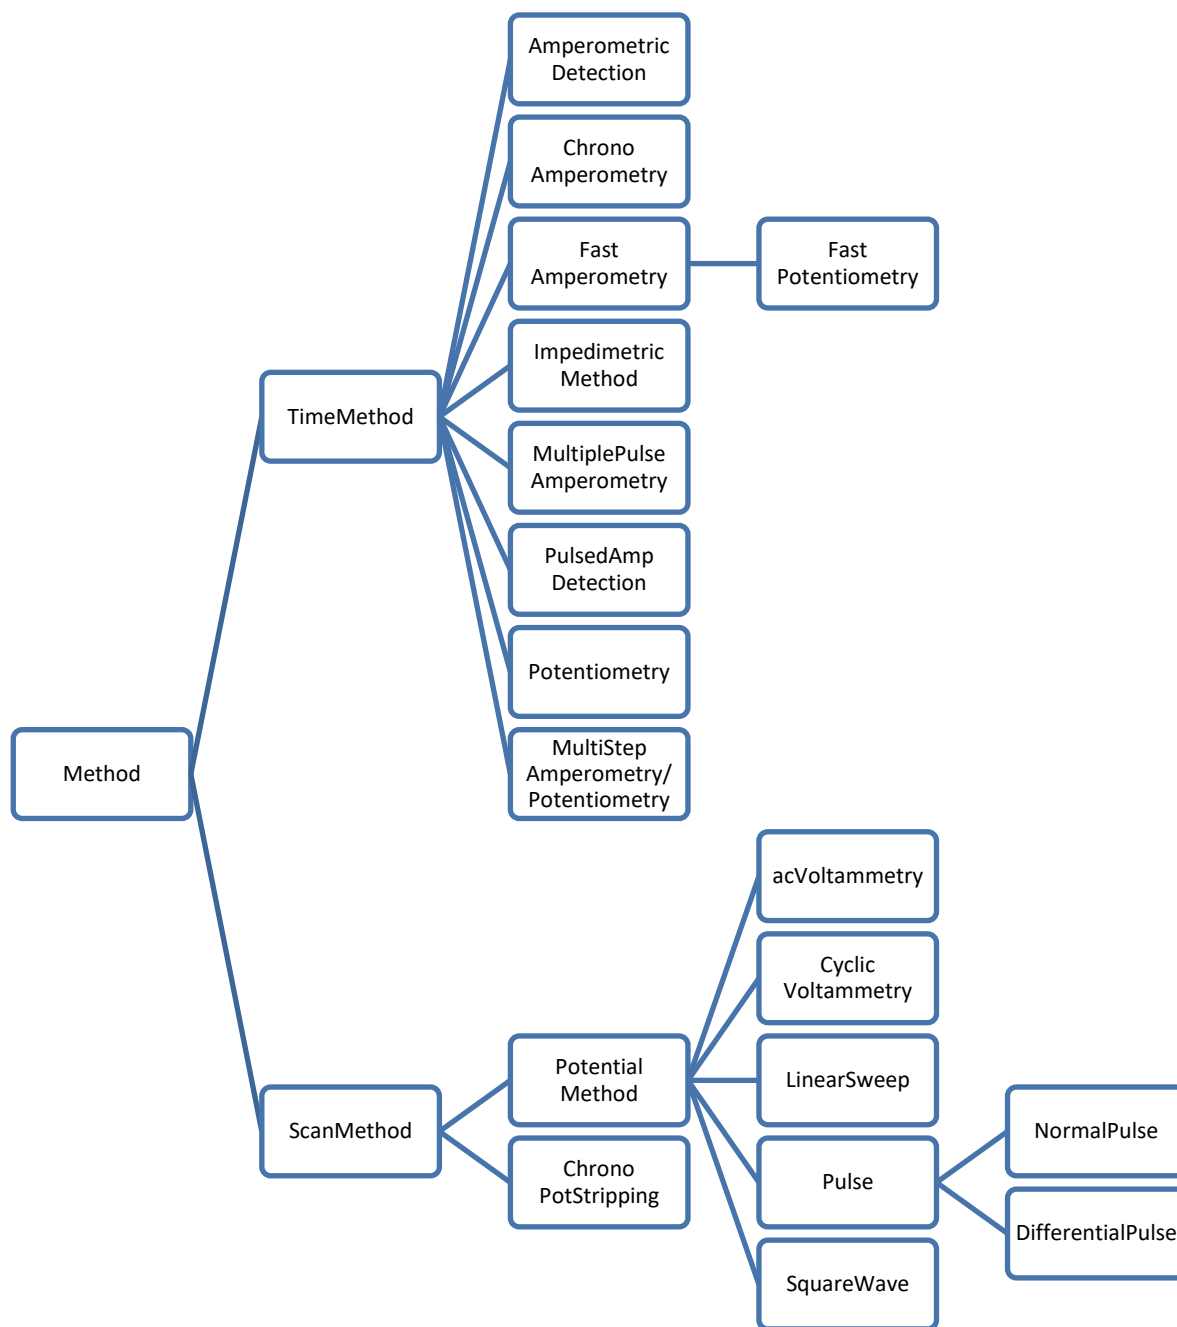 Amperometric
Detection
Chrono
Amperometry
Fast
Amperometry
Fast
Potentiometry
Impedimetric
Method
TimeMethod
MultiplePulse
Amperometry
PulsedAmp
Detection
Potentiometry
Method
MultiStep
Amperometry/
Potentiometry
acVoltammetry
Cyclic
Voltammetry
Potential
Method
LinearSweep
ScanMethod
NormalPulse
Chrono
PotStripping
Pulse
DifferentialPulse
SquareWave